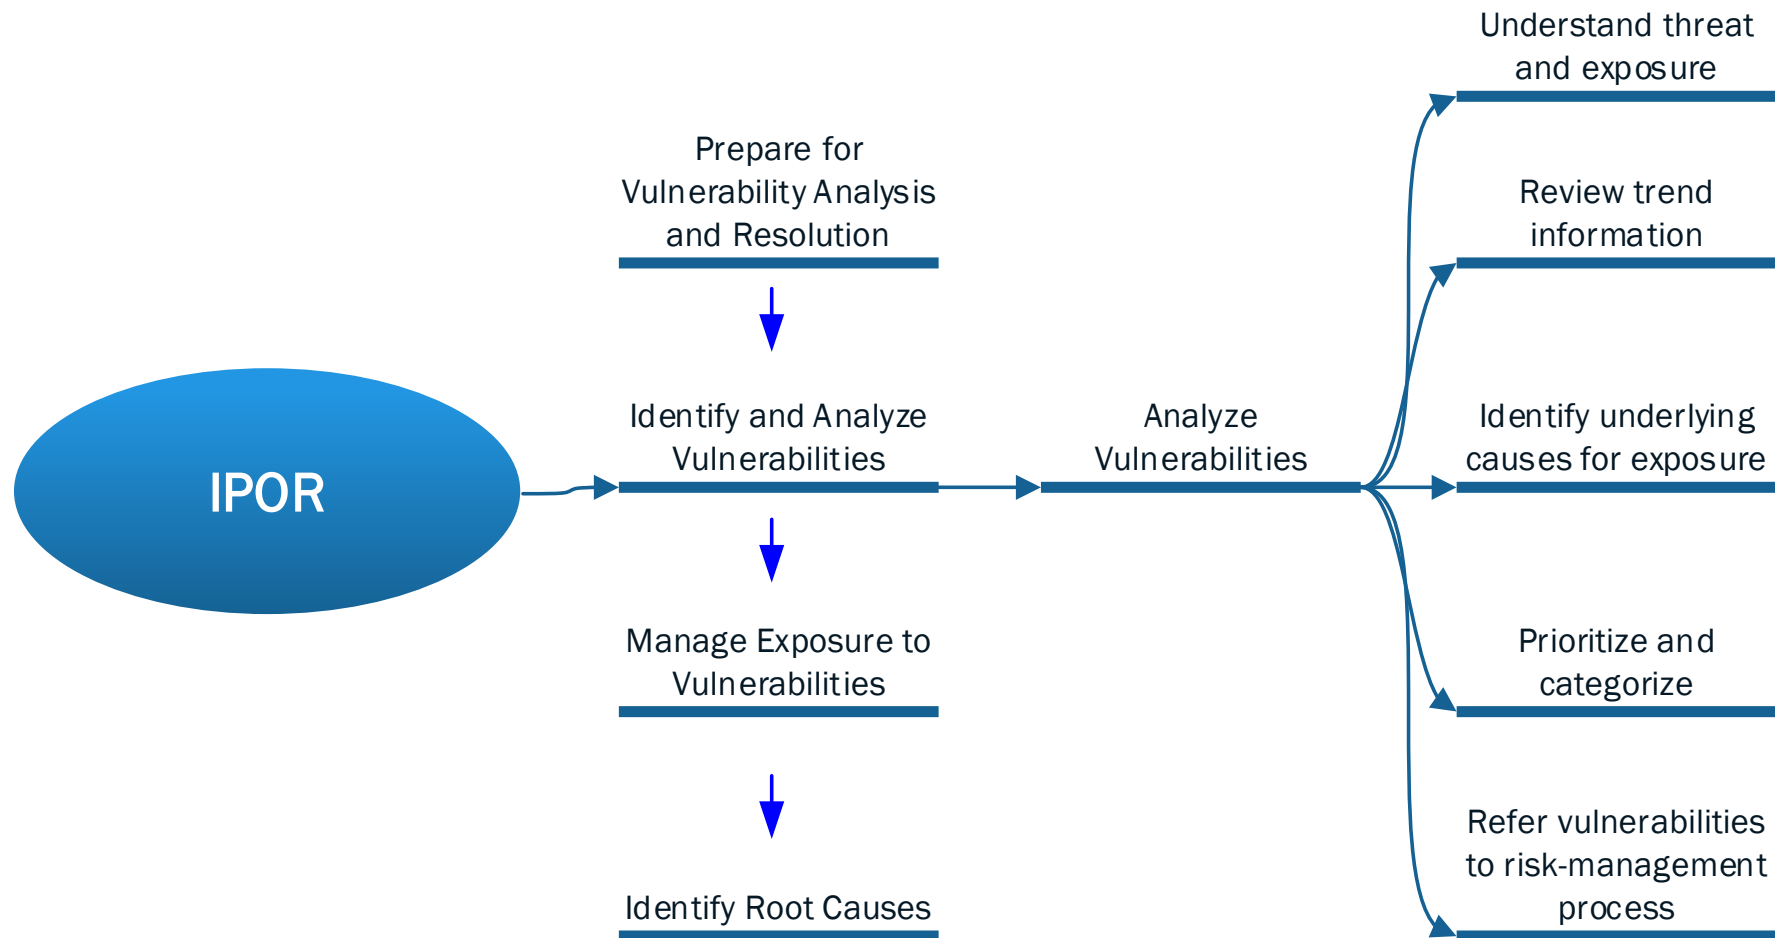 IPOR
Prepare for
Vulnerability Analysis
and Resolution
Identify and Analyze
Vulnerabilities
Manage Exposure to
Vulnerabilities
Identify Root Causes
Analyze
Vulnerabilities
Understand threat
and exposure
Review trend
information
Identify underlying
causes for exposure
Prioritize and
categorize
Refer vulnerabilities
to risk-management
process